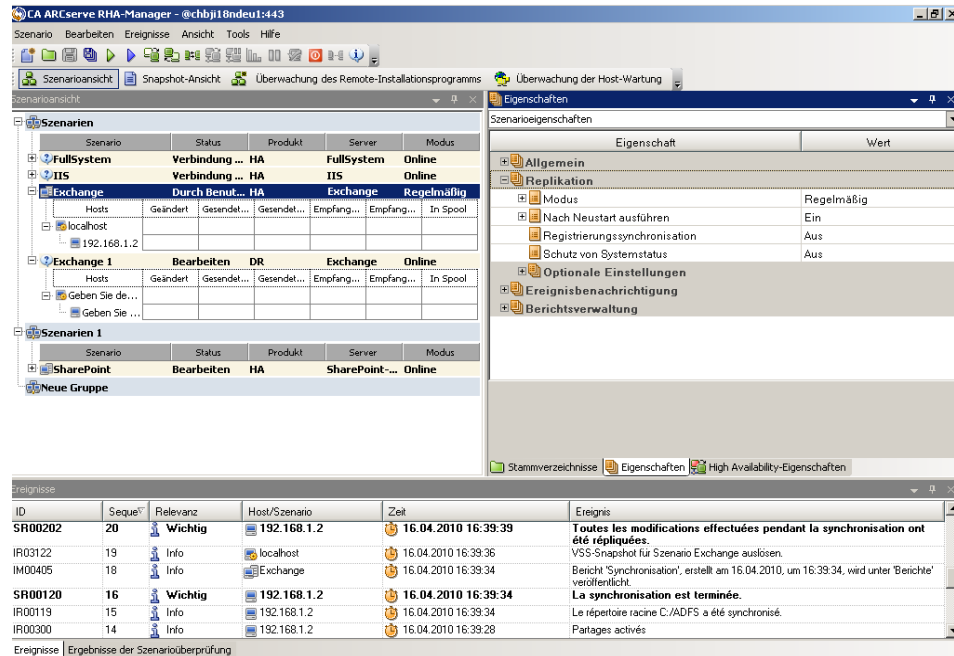 CA ARCserve RHA-Manager - @chbji18ndeu1:443
Szenario Bearbeiten Ereignisse Ansicht Tools Hilfe
Szenarioansicht Snapshot-Ansicht Überwachung des Remote-Installationsprogramms Überwachung der Host-Wartung
Szenarioansicht
Szenarien
Szenario Status Produkt Server Modus
FullSystem Verbindung ... HA FullSystem Online
IIS Verbindung ... HA IIS Online
Exchange Durch Benut... HA Exchange Regelmäßig
Hosts Geändert Gesendet... Gesendet... Empfang... Empfang... In Spool
localhost
192.168.1.2
Exchange 1 Bearbeiten DR Exchange Online
Hosts Geändert Gesendet... Gesendet... Empfang... Empfang... In Spool
Geben Sie de...
Geben Sie ...
Szenarien 1
Szenario Status Produkt Server Modus
SharePoint Bearbeiten HA SharePoint-... Online
Neue Gruppe
Eigenschaften
Szenarioeigenschaften
Eigenschaft Wert
Allgemein
Replikation
Modus Regelmäßig
Nach Neustart ausführen Ein
Registrierungssynchronisation Aus
Schutz von Systemstatus Aus
Optionale Einstellungen
Ereignisbenachrichtigung
Berichtsverwaltung
Stammverzeichnisse Eigenschaften High Availability-Eigenschaften
Ereignisse
ID Seque Relevanz Host/Szenario Zeit Ereignis
SR00202 20 Wichtig 192.168.1.2 16.04.2010 16:39:39 Toutes les modifications effectuées pendant la synchronisation ont
été répliquées.
IR03122 19 Info localhost 16.04.2010 16:39:36 VSS-Snapshot für Szenario Exchange auslösen.
IM00405 18 Info Exchange 16.04.2010 16:39:34 Bericht 'Synchronisation', erstellt am 16.04.2010, um 16:39:34, wird unter 'Berichte'
veröffentlicht.
SR00120 16 Wichtig 192.168.1.2 16.04.2010 16:39:34 La synchronisation est terminée.
IR00119 15 Info 192.168.1.2 16.04.2010 16:39:34 Le répertoire racine C:/ADFS a été synchronisé.
IR00300 14 Info 192.168.1.2 16.04.2010 16:39:28 Partages activés
Ereignisse Ergebnisse der Szenarioüberprüfung